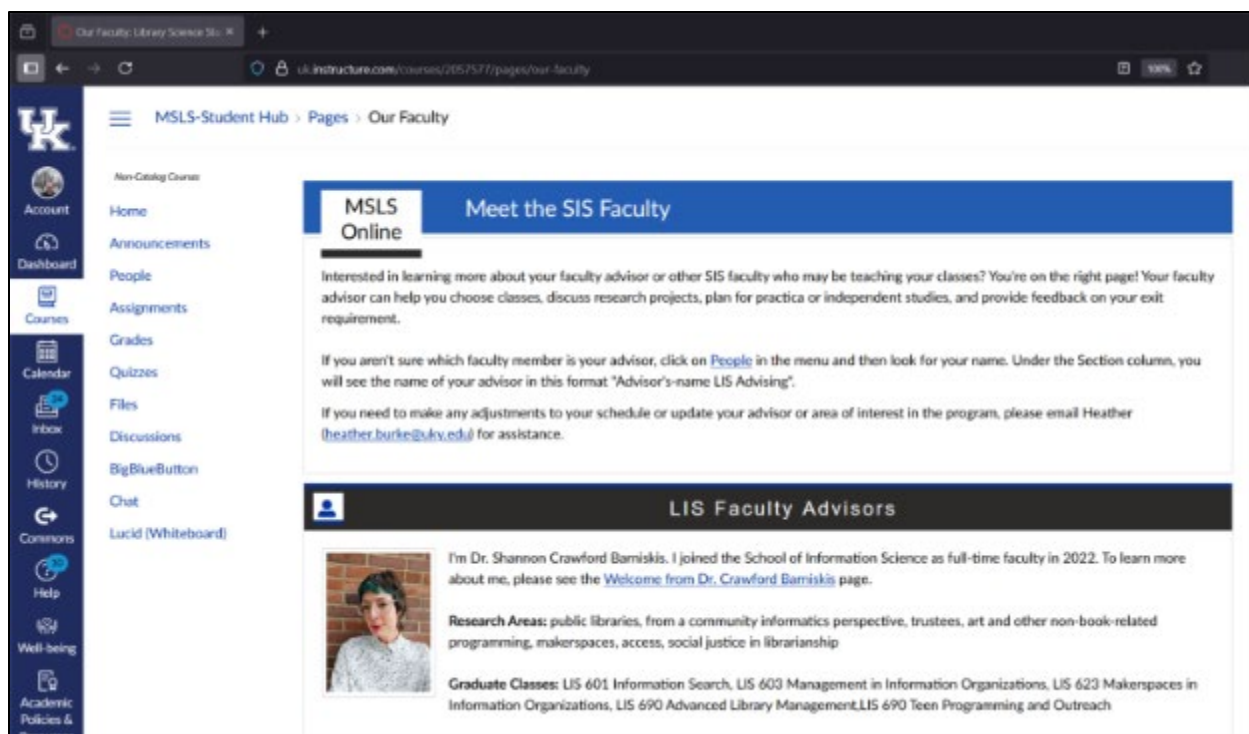 Our Faculty: Library Science Stu
uk.instructure.com/courses/2057577/pages/our-faculty
100%
UK
MSLS-Student Hub > Pages > Our Faculty
Account
Dashboard
Courses
Calendar
24
Inbox
History
Commons
10
Help
Well-being
Academic
Policies &
Non-Catalog Courses
Home
Announcements
People
Assignments
Grades
Quizzes
Files
Discussions
BigBlueButton
Chat
Lucid (Whiteboard)
MSLS
Online
Meet the SIS Faculty
Interested in learning more about your faculty advisor or other SIS faculty who may be teaching your classes? You're on the right page! Your faculty
advisor can help you choose classes, discuss research projects, plan for practica or independent studies, and provide feedback on your exit
requirement.
If you aren't sure which faculty member is your advisor, click on People in the menu and then look for your name. Under the Section column, you
will see the name of your advisor in this format "Advisor's-name LIS Advising".
If you need to make any adjustments to your schedule or update your advisor or area of interest in the program, please email Heather
(heather.burke@uky.edu) for assistance.
LIS Faculty Advisors
I'm Dr. Shannon Crawford Barniskis. I joined the School of Information Science as full-time faculty in 2022. To learn more
about me, please see the Welcome from Dr. Crawford Barniskis page.
Research Areas: public libraries, from a community informatics perspective, trustees, art and other non-book-related
programming, makerspaces, access, social justice in librarianship
Graduate Classes: LIS 601 Information Search, LIS 603 Management in Information Organizations, LIS 623 Makerspaces in
Information Organizations, LIS 690 Advanced Library Management,LIS 690 Teen Programming and Outreach